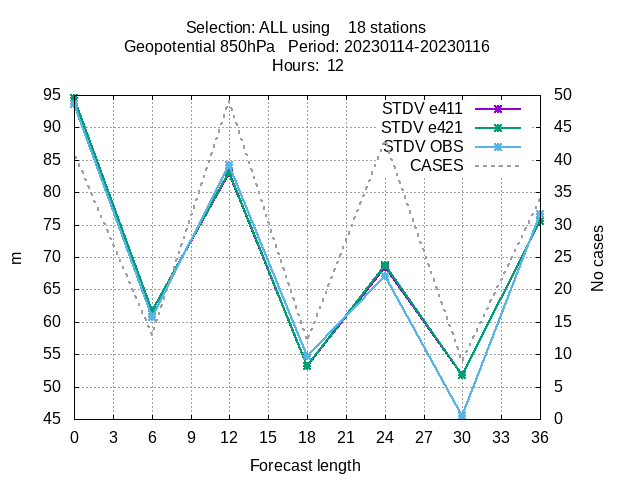 Selection: ALL using 18 stations
Geopotential 850hPa Period: 20230114-20230116
Hours: 12
95 50
STDV e411
90 STDV e421 45
85 STDV OBS 40
CASES
80 35
75 30
70 25
65 20
60 15
55 10
50 5
45 0
m
No cases
0 3 6 9 12 15 18 21 24 27 30 33 36
Forecast length